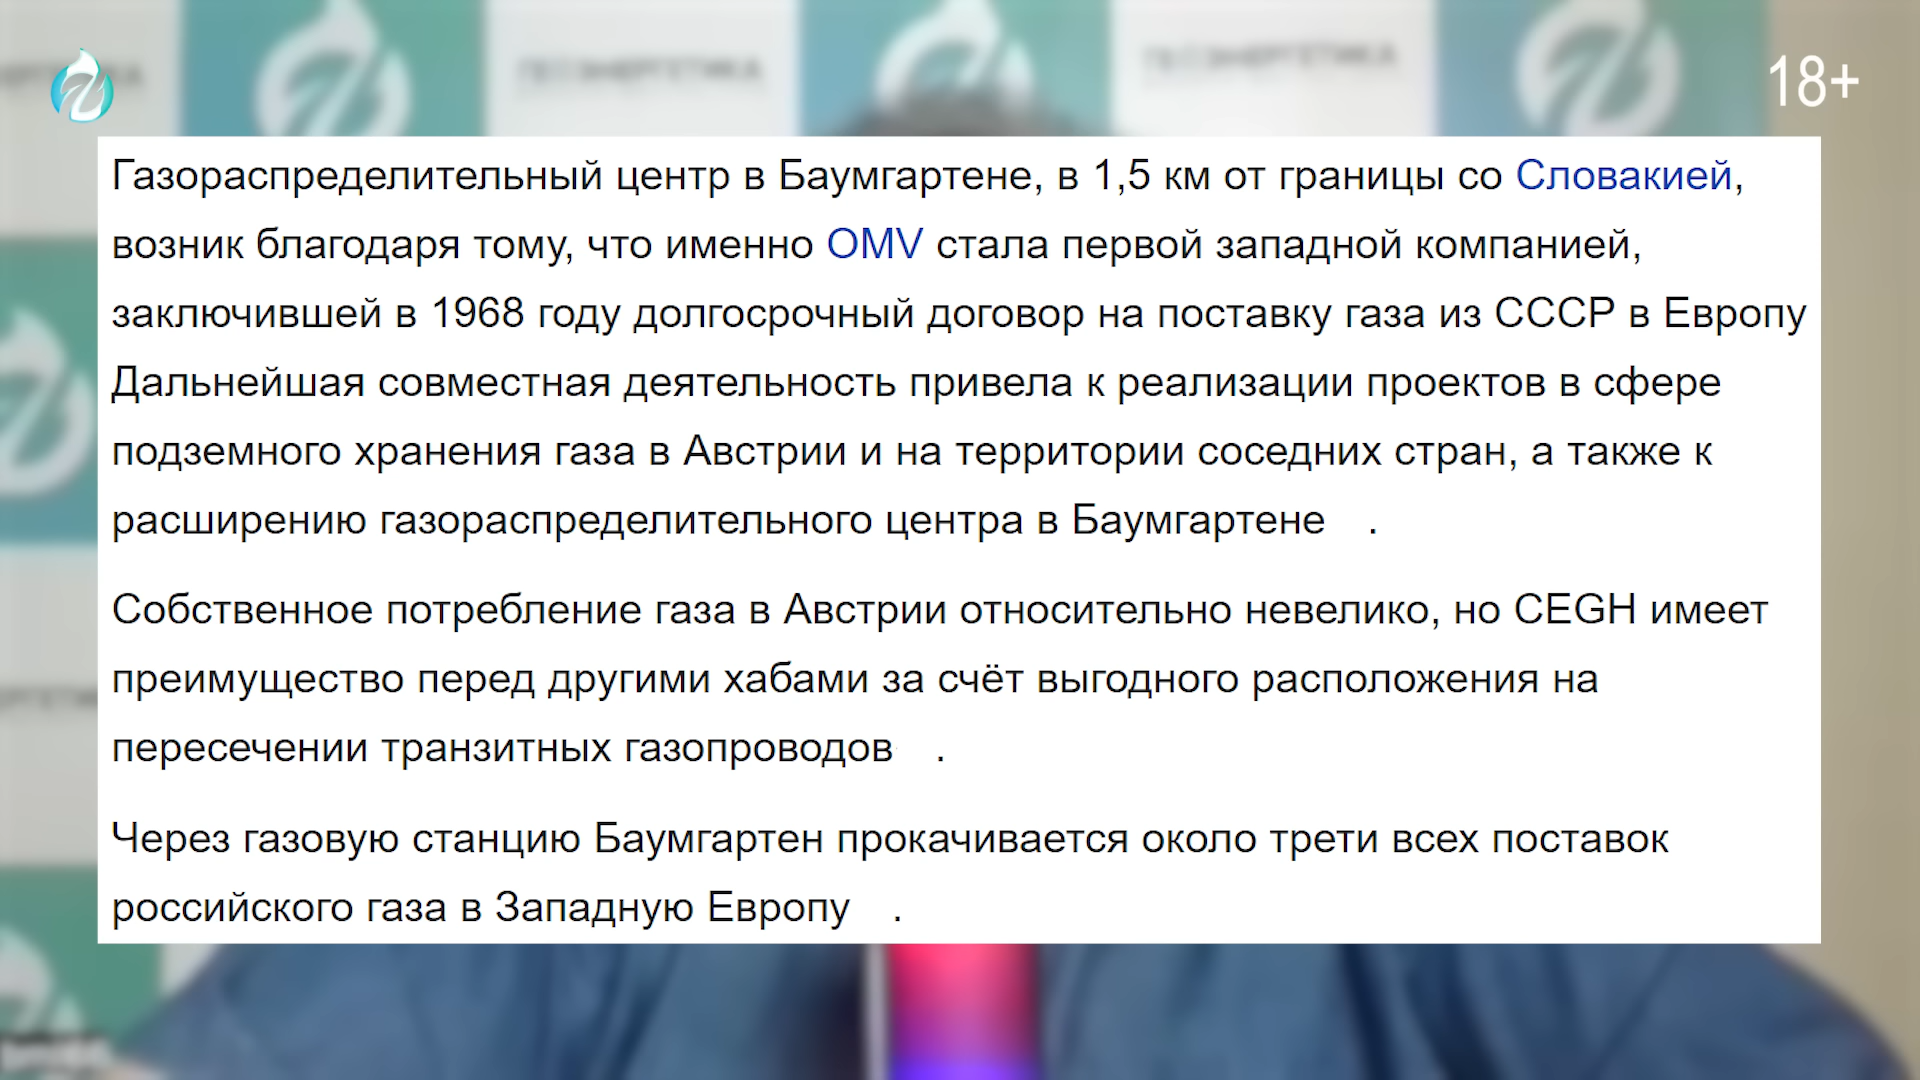 18+
ГЕОЭНЕРГЕТИКА
ГЕОЭНЕРГЕТИКА
Газораспределительный центр в Баумгартене, в 1,5 км от границы со Словакией,
возник благодаря тому, что именно OMV стала первой западной компанией,
заключившей в 1968 году долгосрочный договор на поставку газа из СССР в Европу
Дальнейшая совместная деятельность привела к реализации проектов в сфере
подземного хранения газа в Австрии и на территории соседних стран, а также к
расширению газораспределительного центра в Баумгартене .
Собственное потребление газа в Австрии относительно невелико, но CEGH имеет
преимущество перед другими хабами за счёт выгодного расположения на
пересечении транзитных газопроводов .
Через газовую станцию Баумгартен прокачивается около трети всех поставок
российского газа в Западную Европу .